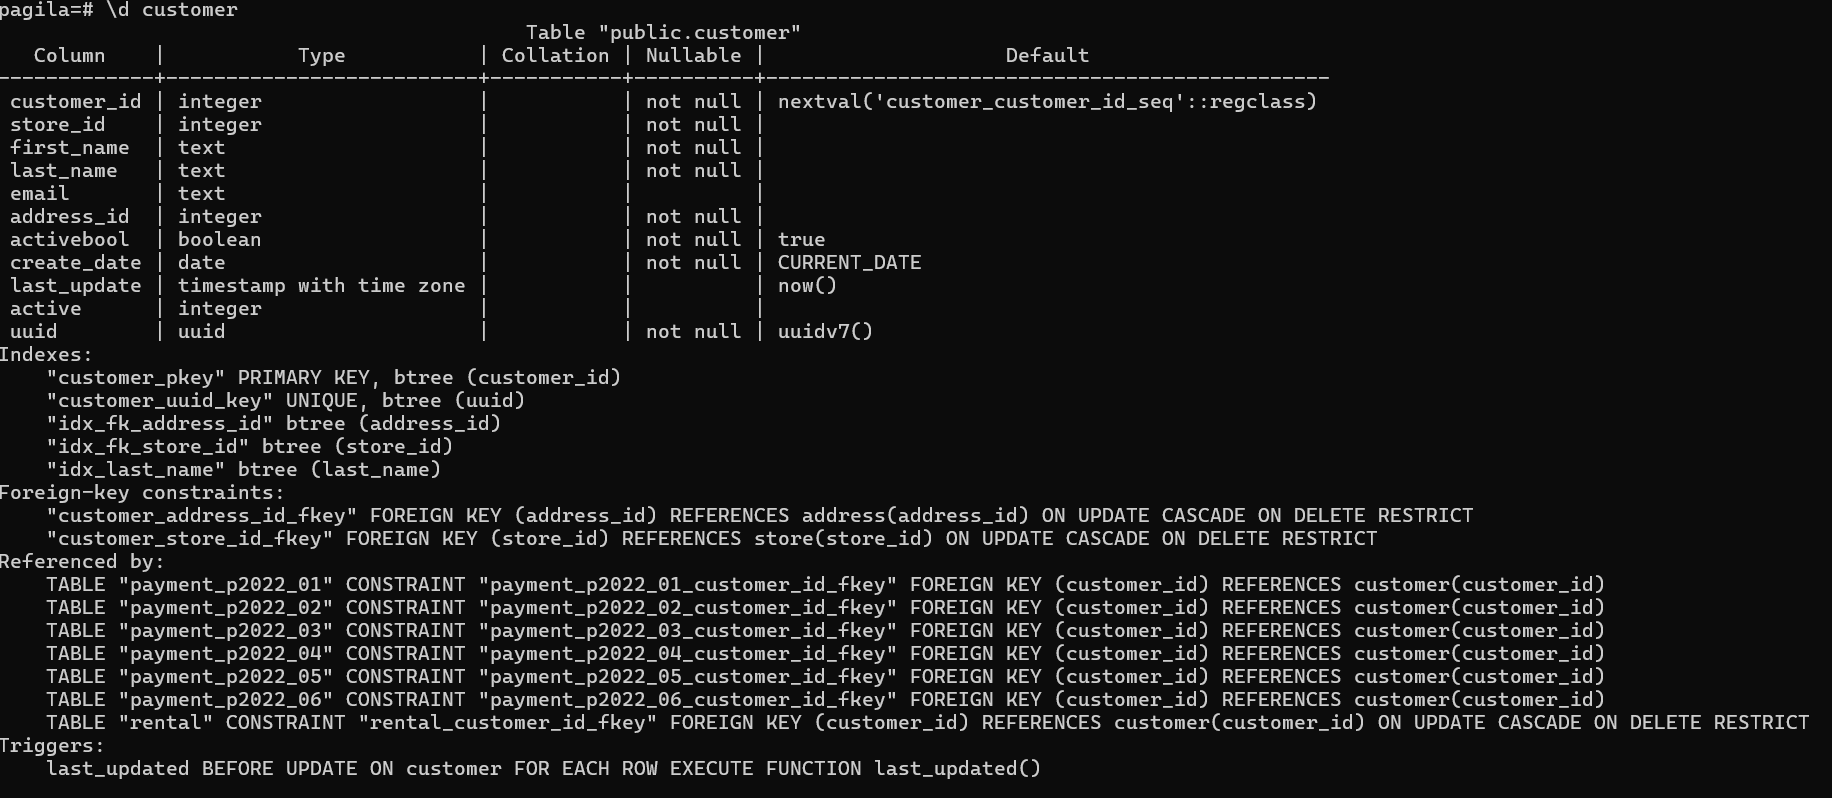 pagila=# \d customer
                                            Table "public.customer"
   Column    |           Type           | Collation | Nullable |                    Default
-------------+--------------------------+-----------+----------+-----------------------------------------------
 customer_id | integer                  |           | not null | nextval('customer_customer_id_seq'::regclass)
 store_id    | integer                  |           | not null |
 first_name  | text                     |           | not null |
 last_name   | text                     |           | not null |
 email       | text                     |           |          |
 address_id  | integer                  |           | not null |
 activebool  | boolean                  |           | not null | true
 create_date | date                     |           | not null | CURRENT_DATE
 last_update | timestamp with time zone |           |          | now()
 active      | integer                  |           |          |
 uuid        | uuid                     |           | not null | uuidv7()
Indexes:
    "customer_pkey" PRIMARY KEY, btree (customer_id)
    "customer_uuid_key" UNIQUE, btree (uuid)
    "idx_fk_address_id" btree (address_id)
    "idx_fk_store_id" btree (store_id)
    "idx_last_name" btree (last_name)
Foreign-key constraints:
    "customer_address_id_fkey" FOREIGN KEY (address_id) REFERENCES address(address_id) ON UPDATE CASCADE ON DELETE RESTRICT
    "customer_store_id_fkey" FOREIGN KEY (store_id) REFERENCES store(store_id) ON UPDATE CASCADE ON DELETE RESTRICT
Referenced by:
    TABLE "payment_p2022_01" CONSTRAINT "payment_p2022_01_customer_id_fkey" FOREIGN KEY (customer_id) REFERENCES customer(customer_id)
    TABLE "payment_p2022_02" CONSTRAINT "payment_p2022_02_customer_id_fkey" FOREIGN KEY (customer_id) REFERENCES customer(customer_id)
    TABLE "payment_p2022_03" CONSTRAINT "payment_p2022_03_customer_id_fkey" FOREIGN KEY (customer_id) REFERENCES customer(customer_id)
    TABLE "payment_p2022_04" CONSTRAINT "payment_p2022_04_customer_id_fkey" FOREIGN KEY (customer_id) REFERENCES customer(customer_id)
    TABLE "payment_p2022_05" CONSTRAINT "payment_p2022_05_customer_id_fkey" FOREIGN KEY (customer_id) REFERENCES customer(customer_id)
    TABLE "payment_p2022_06" CONSTRAINT "payment_p2022_06_customer_id_fkey" FOREIGN KEY (customer_id) REFERENCES customer(customer_id)
    TABLE "rental" CONSTRAINT "rental_customer_id_fkey" FOREIGN KEY (customer_id) REFERENCES customer(customer_id) ON UPDATE CASCADE ON DELETE RESTRICT
Triggers:
    last_updated BEFORE UPDATE ON customer FOR EACH ROW EXECUTE FUNCTION last_updated()